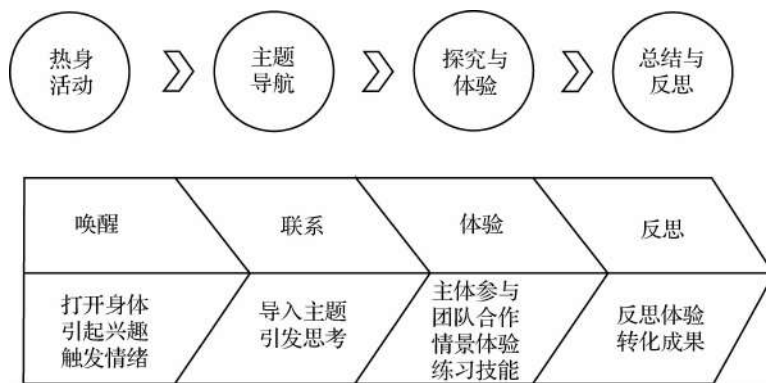 热身
活动
主题
导航
探究与
体验
总结与
反思
唤醒
联系
体验
反思
打开身体
引起兴趣
触发情绪
导入主题
引发思考
主体参与
团队合作
情景体验
练习技能
反思体验
转化成果